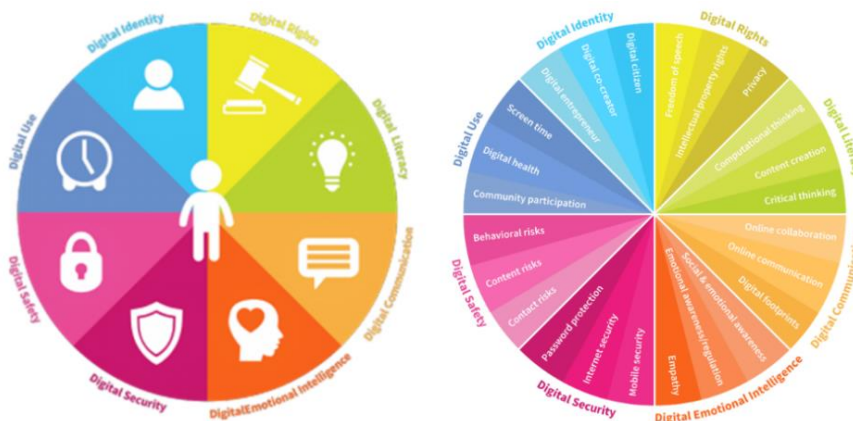 Digital Identity
Digital Rights
Digital Literacy
Digital Communication
DigitalEmotional Intelligence
Digital Security
Digital Safety
Digital Use
Digital Identity
Digital Rights
Digital Literacy
Digital Communication
Digital Emotional Intelligence
Digital Security
Digital Safety
Digital Use
Digital citizen
Digital co-creator
Digital entrepreneur
Freedom of speech
Intellectual property rights
Privacy
Computational thinking
Content creation
Critical thinking
Online collaboration
Online communication
Digital footprints
Social & emotional awareness
Emotional awareness/regulation
Empathy
Mobile security
Internet security
Password protection
Contact risks
Content risks
Behavioral risks
Community participation
Digital health
Screen time